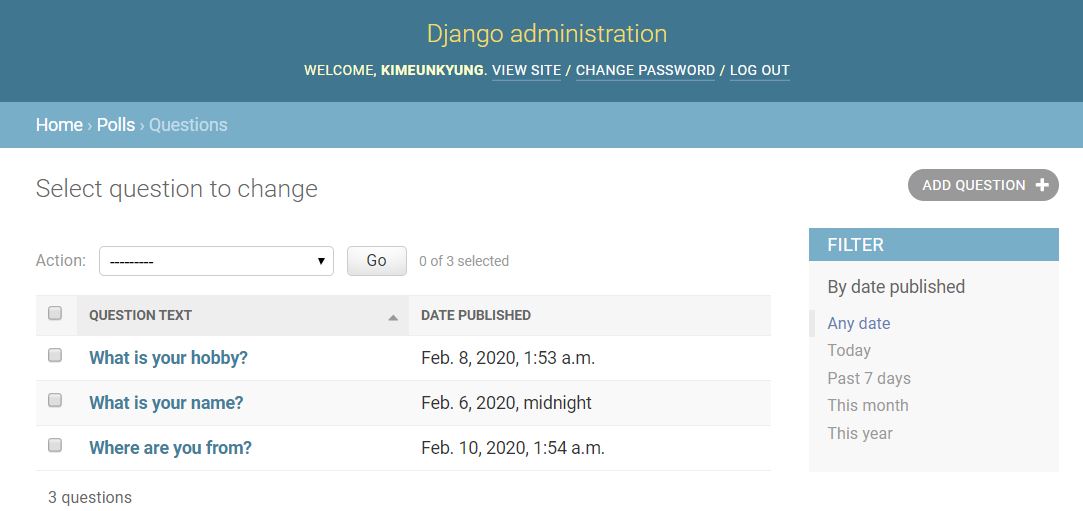 Django administration
WELCOME, KIMEUNKYUNG. VIEW SITE / CHANGE PASSWORD / LOG OUT
Home › Polls › Questions
Select question to change
ADD QUESTION +
Action: --------- Go 0 of 3 selected
QUESTION TEXT DATE PUBLISHED
What is your hobby? Feb. 8, 2020, 1:53 a.m.
What is your name? Feb. 6, 2020, midnight
Where are you from? Feb. 10, 2020, 1:54 a.m.
3 questions
FILTER
By date published
Any date
Today
Past 7 days
This month
This year